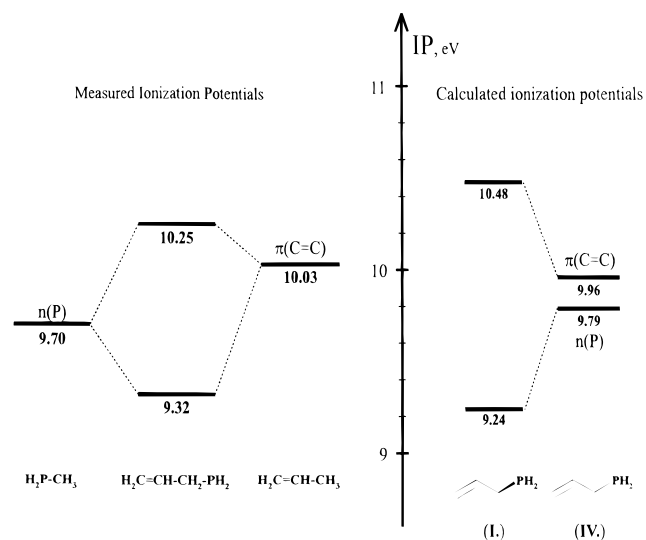 IP, eV
Measured Ionization Potentials
11
Calculated ionization potentials
10.48
10.25
π(C=C)
10.03
10
π(C=C)
9.96
n(P)
9.70
9.79
n(P)
9.32
9.24
9
H₂P-CH₃
H₂C=CH-CH₂-PH₂
H₂C=CH-CH₃
PH₂
PH₂
(I.)
(IV.)